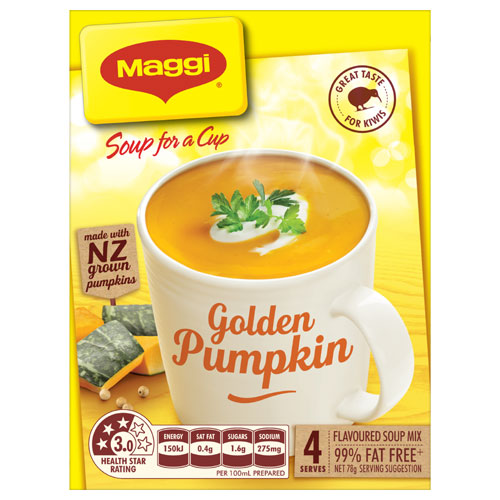 Maggi®
Soup for a Cup
GREAT TASTE
FOR KIWIS
made with
NZ
grown
pumpkins
Golden
Pumpkin
3.0
HEALTH STAR
RATING
ENERGY
150kJ
SAT FAT
0.4g
SUGARS
1.6g
SODIUM
275mg
PER 100mL PREPARED
4
SERVES
FLAVOURED SOUP MIX
99% FAT FREE+
NET 78g SERVING SUGGESTION